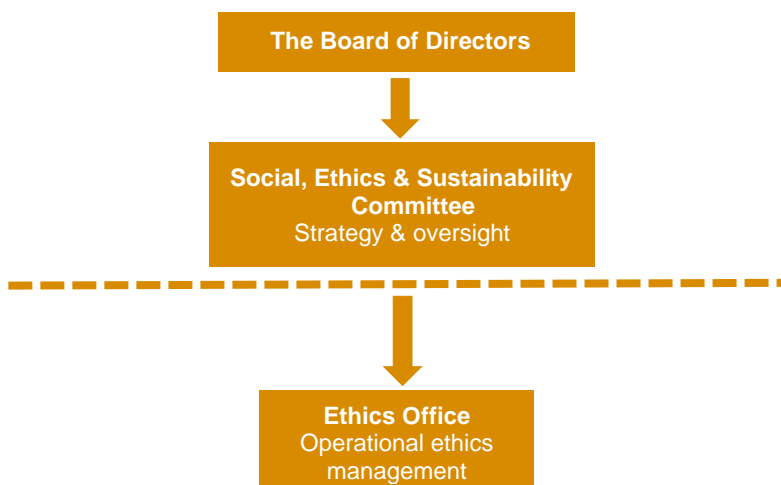 The Board of Directors
Social, Ethics & Sustainability
Committee
Strategy & oversight
Ethics Office
Operational ethics
management